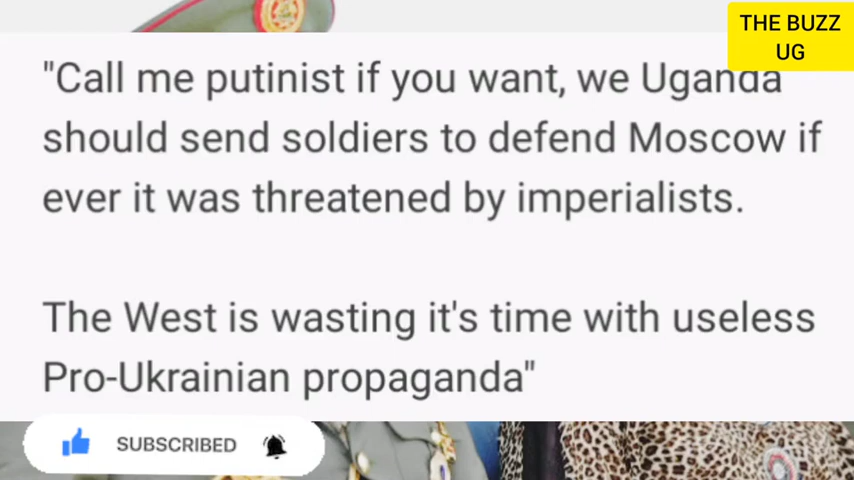 THE BUZZ
UG
"Call me putinist if you want, we Uganda
should send soldiers to defend Moscow if
ever it was threatened by imperialists.
The West is wasting it's time with useless
Pro-Ukrainian propaganda"
SUBSCRIBED